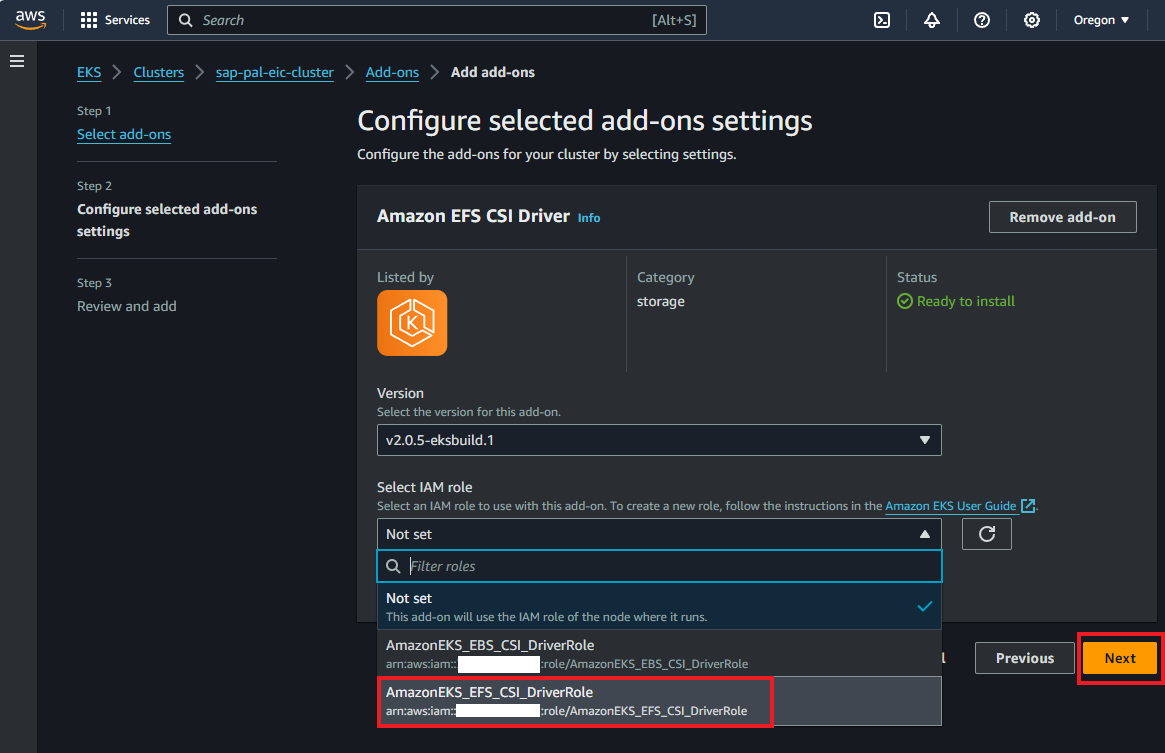 aws
Services
Search
[Alt+S]
Oregon
EKS
Clusters
sap-pal-eic-cluster
Add-ons
Add add-ons
Step 1
Select add-ons
Step 2
Configure selected add-ons
settings
Step 3
Review and add
Configure selected add-ons settings
Configure the add-ons for your cluster by selecting settings.
Amazon EFS CSI Driver Info
Remove add-on
Listed by
K
Category
storage
Status
Ready to install
Version
Select the version for this add-on.
v2.0.5-eksbuild.1
Select IAM role
Select an IAM role to use with this add-on. To create a new role, follow the instructions in the Amazon EKS User Guide.
Not set
Filter roles
Not set
This add-on will use the IAM role of the node where it runs.
AmazonEKS_EBS_CSI_DriverRole
arn:aws:iam:: :role/AmazonEKS_EBS_CSI_DriverRole
AmazonEKS_EFS_CSI_DriverRole
arn:aws:iam:: :role/AmazonEKS_EFS_CSI_DriverRole
Previous
Next